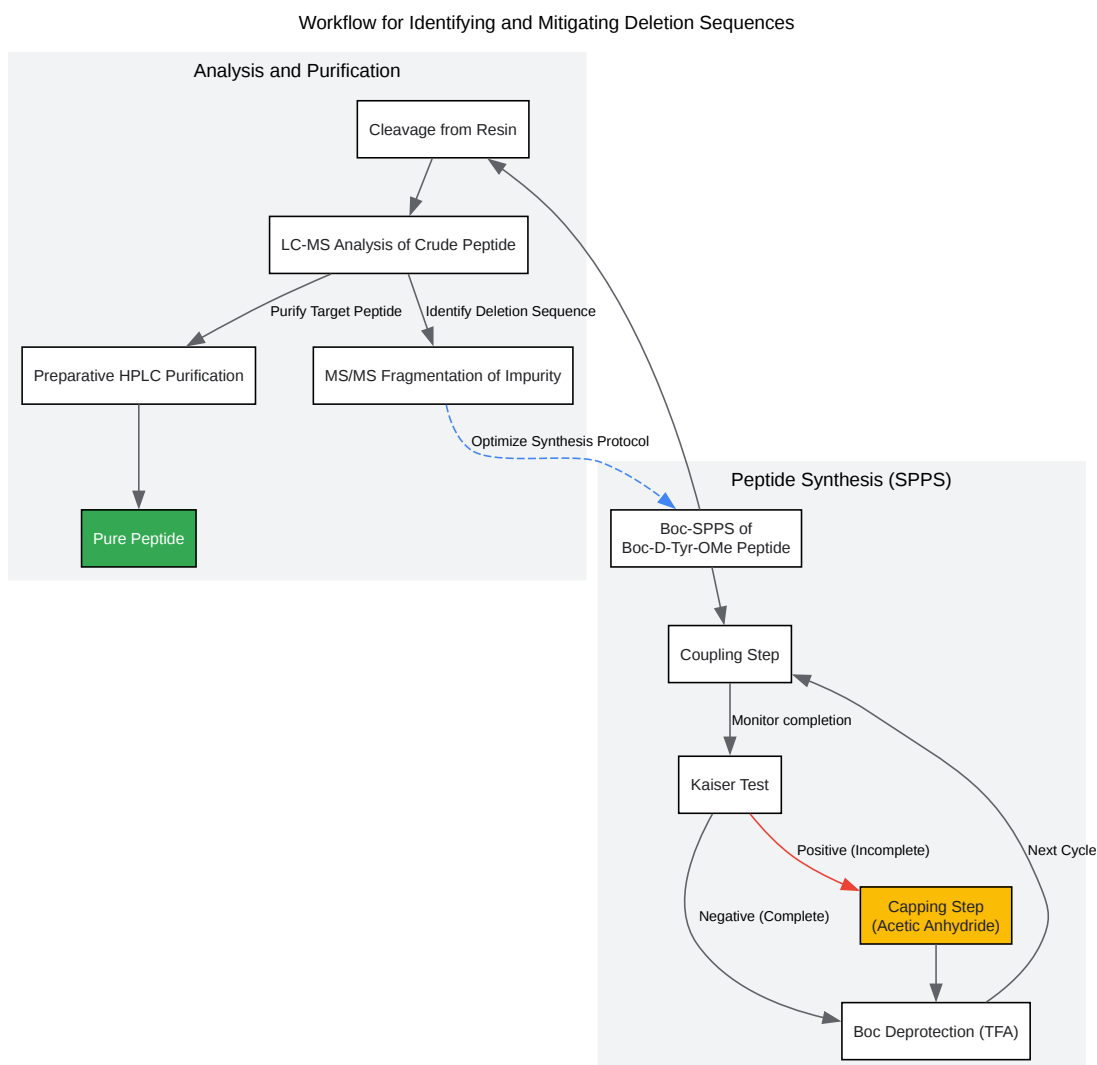 Workflow for Identifying and Mitigating Deletion Sequences
Analysis and Purification
Cleavage from Resin
LC-MS Analysis of Crude Peptide
Purify Target Peptide
Identify Deletion Sequence
Preparative HPLC Purification
MS/MS Fragmentation of Impurity
Optimize Synthesis Protocol
Pure Peptide
Peptide Synthesis (SPPS)
Boc-SPPS of
Boc-D-Tyr-OMe Peptide
Coupling Step
Monitor completion
Kaiser Test
Positive (Incomplete)
Next Cycle
Capping Step
(Acetic Anhydride)
Negative (Complete)
Boc Deprotection (TFA)